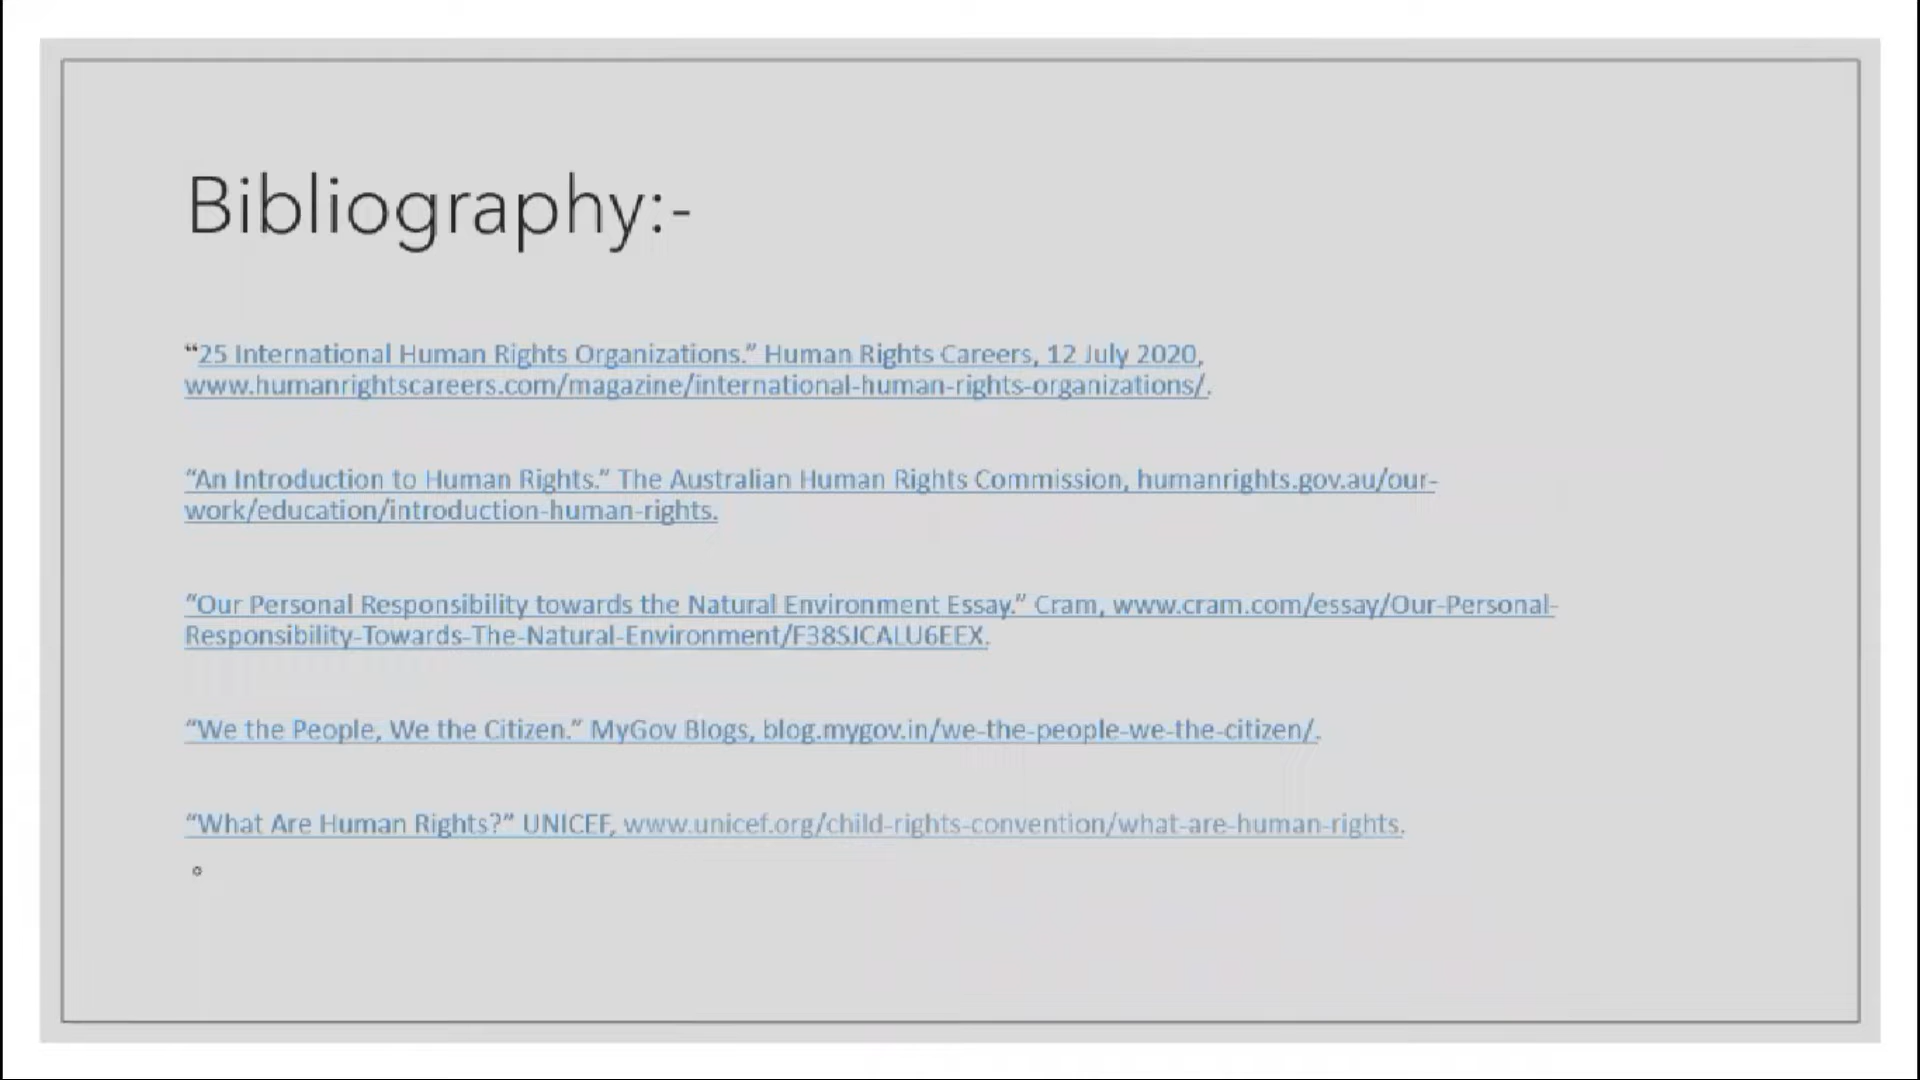 Bibliography:-
“25 International Human Rights Organizations.” Human Rights Careers, 12 July 2020,
www.humanrightscareers.com/magazine/international-human-rights-organizations/.
“An Introduction to Human Rights.” The Australian Human Rights Commission, humanrights.gov.au/our-
work/education/introduction-human-rights.
“Our Personal Responsibility towards the Natural Environment Essay.” Cram, www.cram.com/essay/Our-Personal-
Responsibility-Towards-The-Natural-Environment/F38SJCALU6EEX.
“We the People, We the Citizen.” MyGov Blogs, blog.mygov.in/we-the-people-we-the-citizen/.
“What Are Human Rights?” UNICEF, www.unicef.org/child-rights-convention/what-are-human-rights.